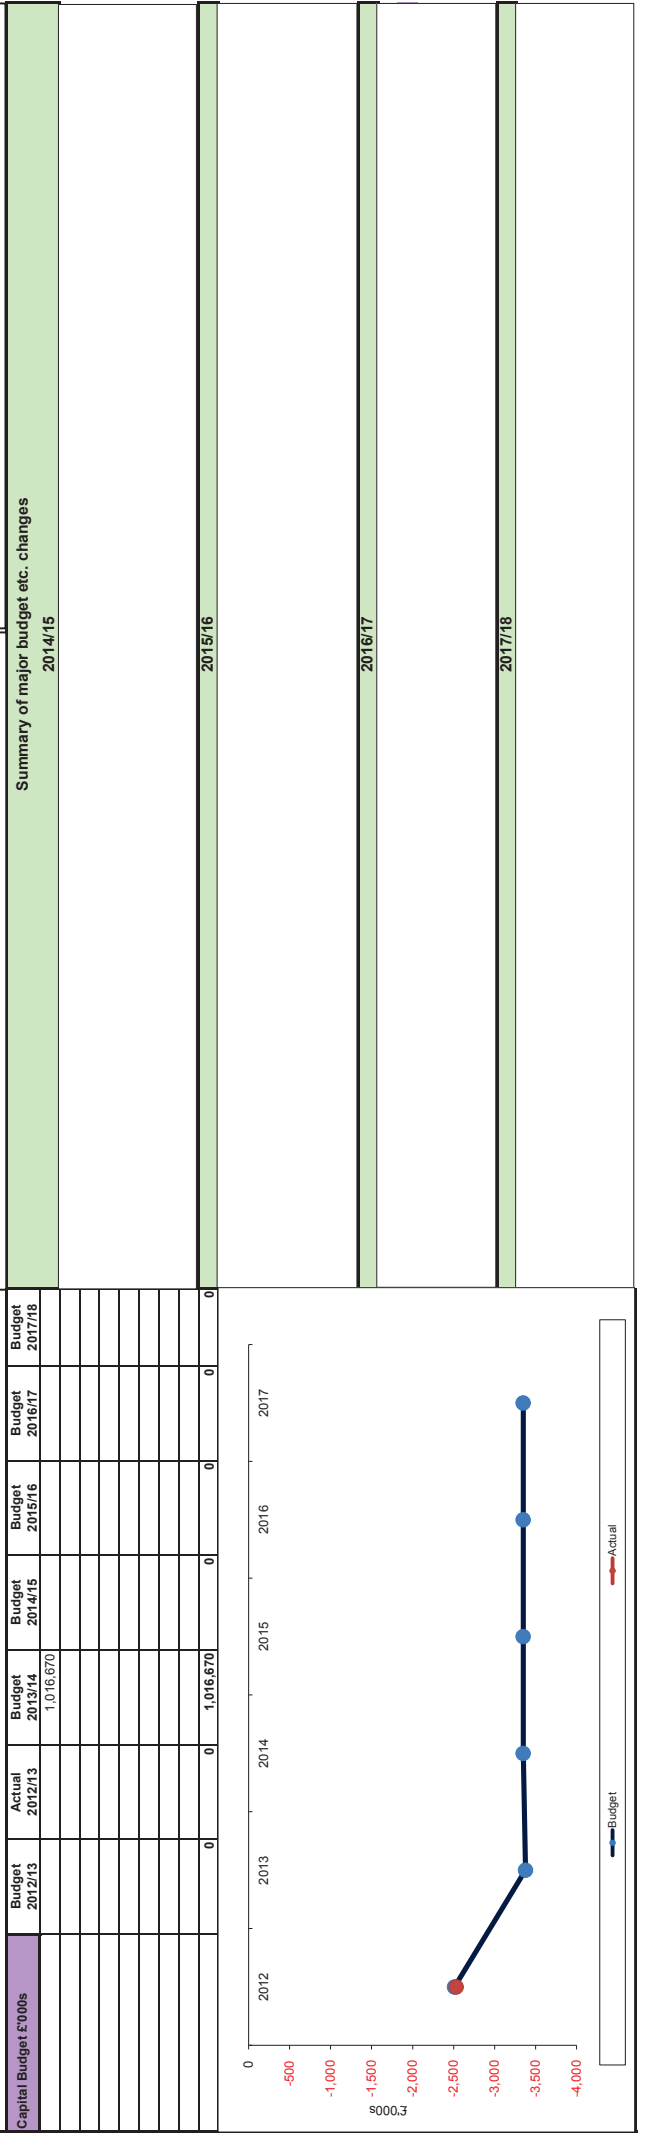 Capital Budget £'000s
Budget 2012/13
Actual 2012/13
Budget 2013/14
Budget 2014/15
Budget 2015/16
Budget 2016/17
Budget 2017/18
1,016,670
0 0 1,016,670 0 0 0 0
Summary of major budget etc. changes
2014/15
2015/16
2016/17
2017/18
0
-500
-1,000
-1,500
-2,000
-2,500
-3,000
-3,500
-4,000
£'000s
2012 2013 2014 2015 2016 2017
Budget Actual